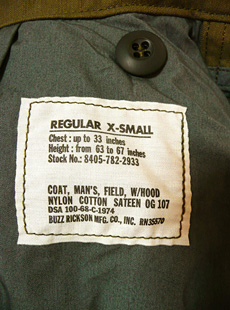 REGULAR X-SMALL
Chest: up to 33 inches
Height: from 63 to 67 inches
Stock No.: 8405-782-2933
COAT, MAN'S, FIELD, W/HOOD
NYLON COTTON SATEEN OG 107
DSA 100-68-C-1974
BUZZ RICKSON MFG. CO., INC. RN35570